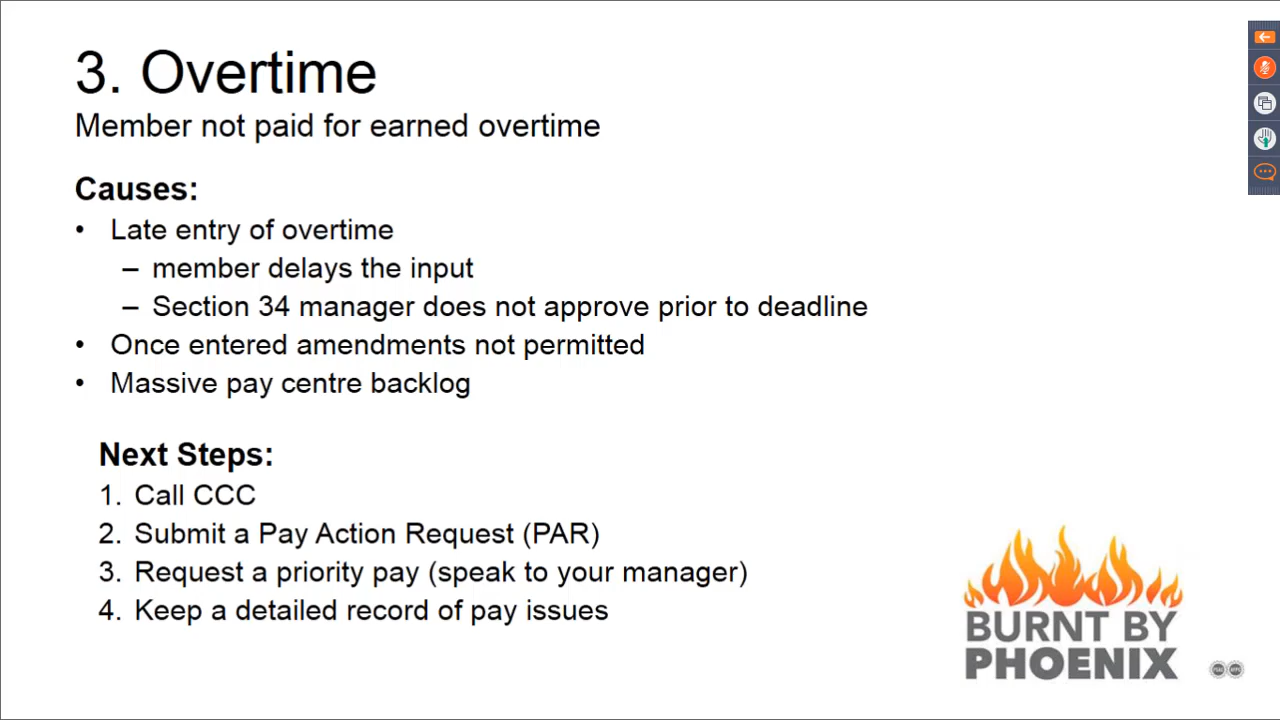 3. Overtime
Member not paid for earned overtime
Causes:
• Late entry of overtime
– member delays the input
– Section 34 manager does not approve prior to deadline
• Once entered amendments not permitted
• Massive pay centre backlog
Next Steps:
1. Call CCC
2. Submit a Pay Action Request (PAR)
3. Request a priority pay (speak to your manager)
4. Keep a detailed record of pay issues
BURNT BY
PHOENIX